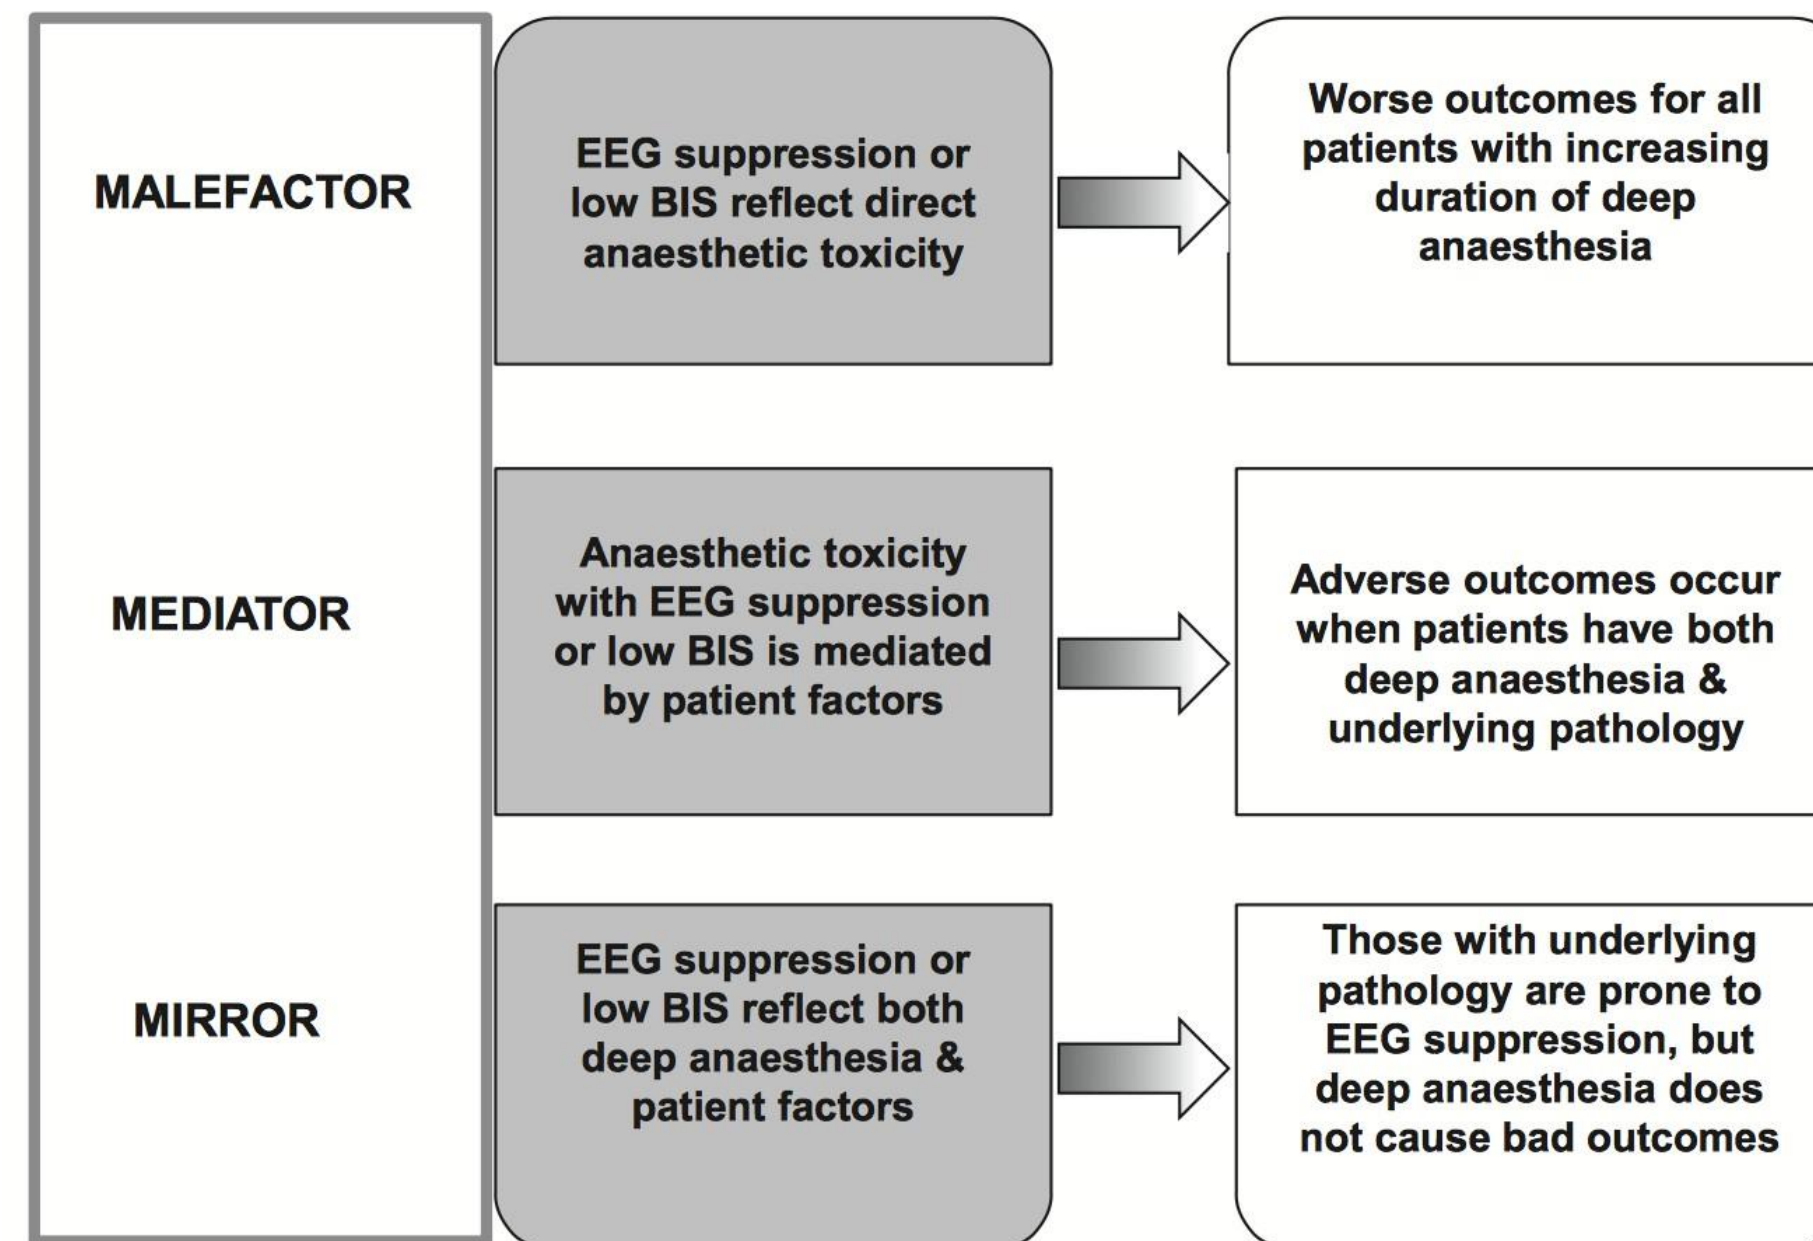 MALEFACTOR
EEG suppression or
low BIS reflect direct
anaesthetic toxicity
Worse outcomes for all
patients with increasing
duration of deep
anaesthesia
MEDIATOR
Anaesthetic toxicity
with EEG suppression
or low BIS is mediated
by patient factors
Adverse outcomes occur
when patients have both
deep anaesthesia &
underlying pathology
MIRROR
EEG suppression or
low BIS reflect both
deep anaesthesia &
patient factors
Those with underlying
pathology are prone to
EEG suppression, but
deep anaesthesia does
not cause bad outcomes